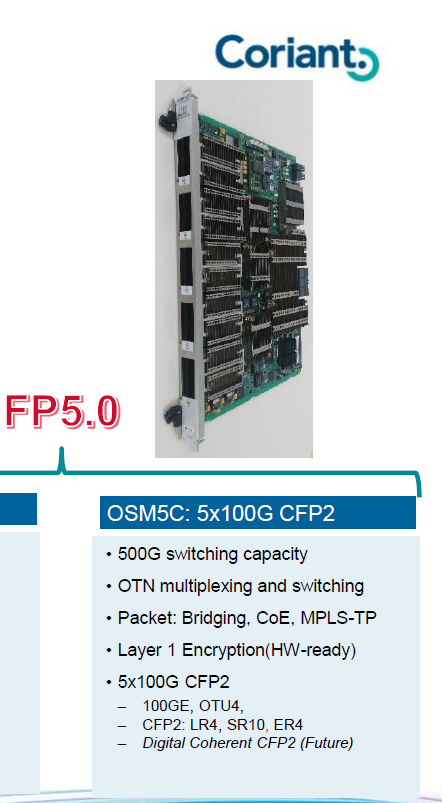 Coriant.
FP5.0
OSM5C: 5x100G CFP2
• 500G switching capacity
• OTN multiplexing and switching
• Packet: Bridging, CoE, MPLS-TP
• Layer 1 Encryption(HW-ready)
• 5x100G CFP2
– 100GE, OTU4,
– CFP2: LR4, SR10, ER4
– Digital Coherent CFP2 (Future)